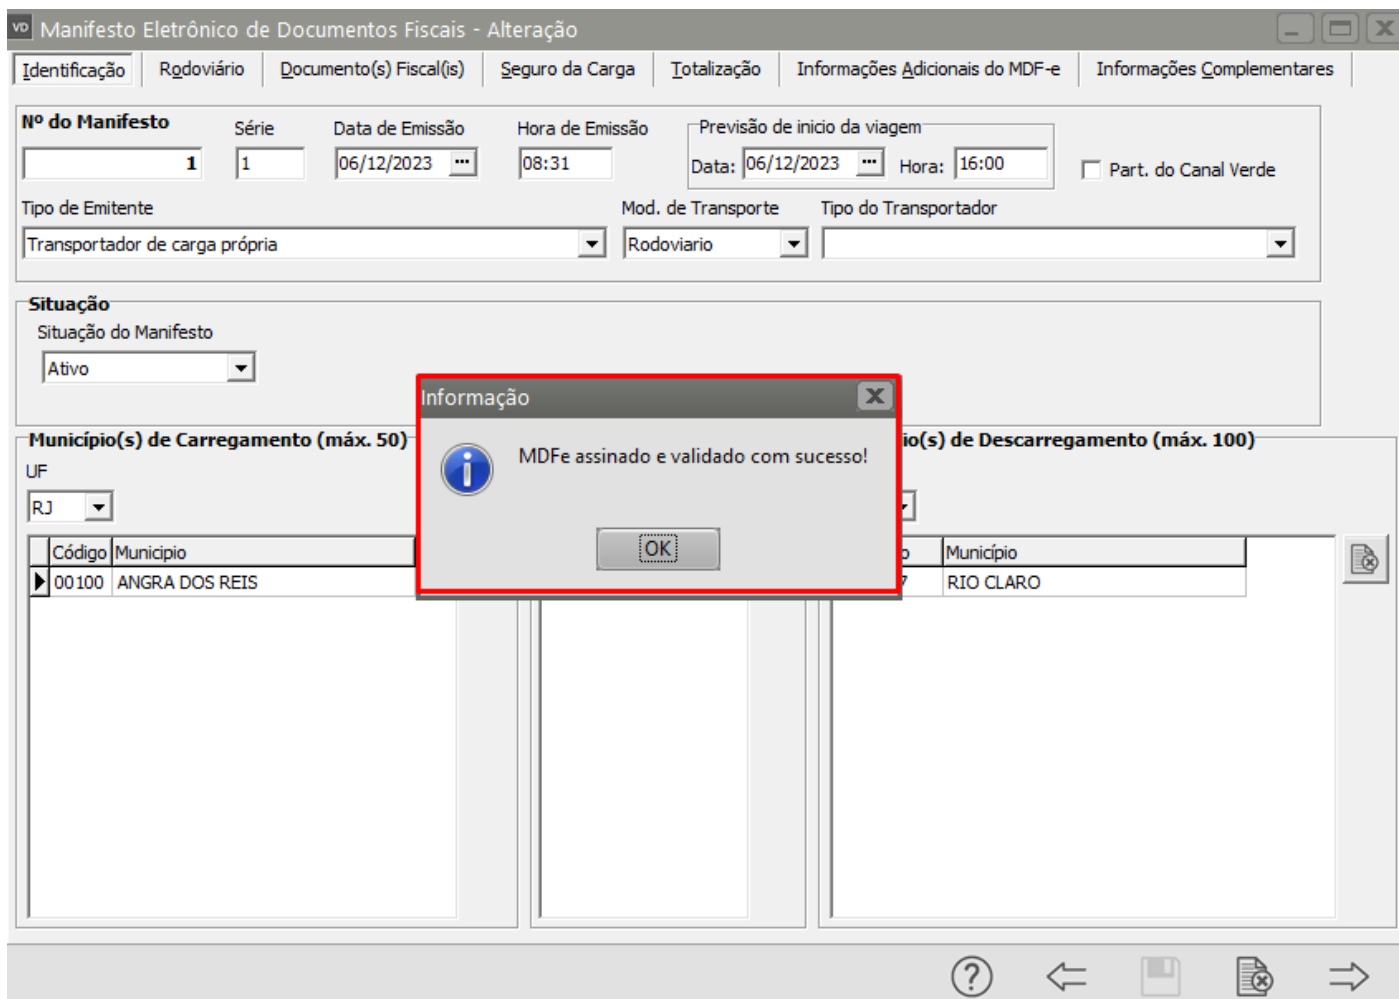 VD Manifesto Eletrônico de Documentos Fiscais - Alteração
Identificação Rodoviário Documento(s) Fiscal(is) Seguro da Carga Totalização Informações Adicionais do MDF-e Informações Complementares
Nº do Manifesto Série Data de Emissão Hora de Emissão Previsão de inicio da viagem
1 1 06/12/2023 ... 08:31 Data: 06/12/2023 ... Hora: 16:00 Part. do Canal Verde
Tipo de Emitente Mod. de Transporte Tipo do Transportador
Transportador de carga própria Rodoviario
Situação
Situação do Manifesto
Ativo
Informação
MDFe assinado e validado com sucesso!
OK
Município(s) de Carregamento (máx. 50) io(s) de Descarregamento (máx. 100)
UF
RJ
Código Municipio o Município
00100 ANGRA DOS REIS 7 RIO CLARO
?